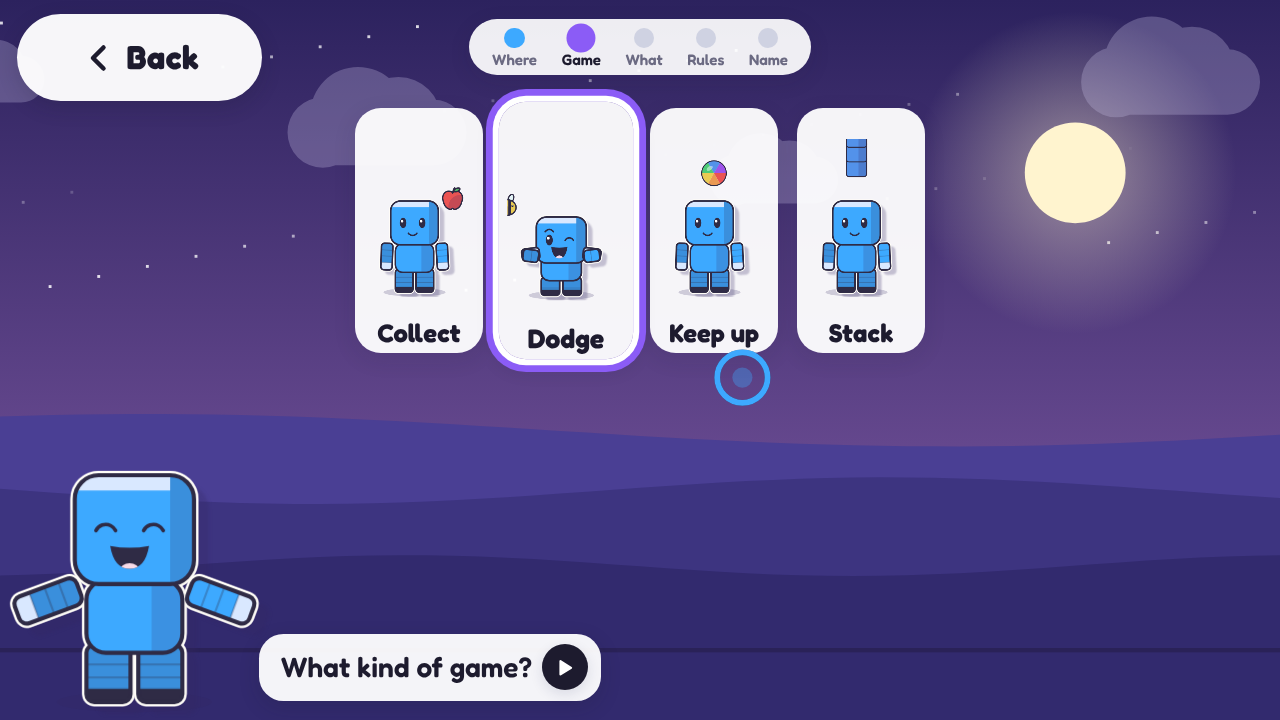 Back
Where
Game
What
Rules
Name
Collect
Dodge
Keep up
Stack
What kind of game?